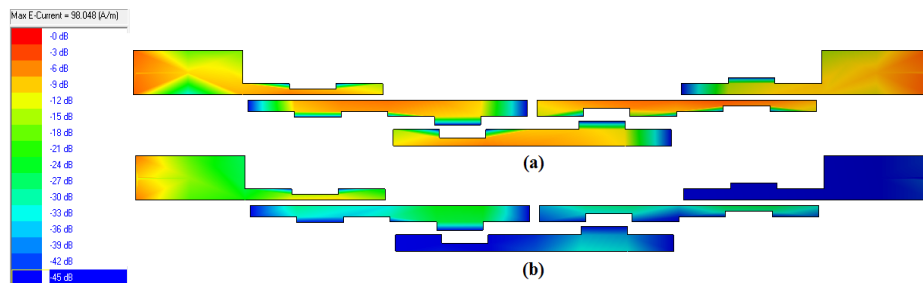 Max E-Current = 98.048 (A/m)
-0 dB
-3 dB
-6 dB
-9 dB
-12 dB
-15 dB
-18 dB
-21 dB
-24 dB
-27 dB
-30 dB
-33 dB
-36 dB
-39 dB
-42 dB
-45 dB
(a)
(b)